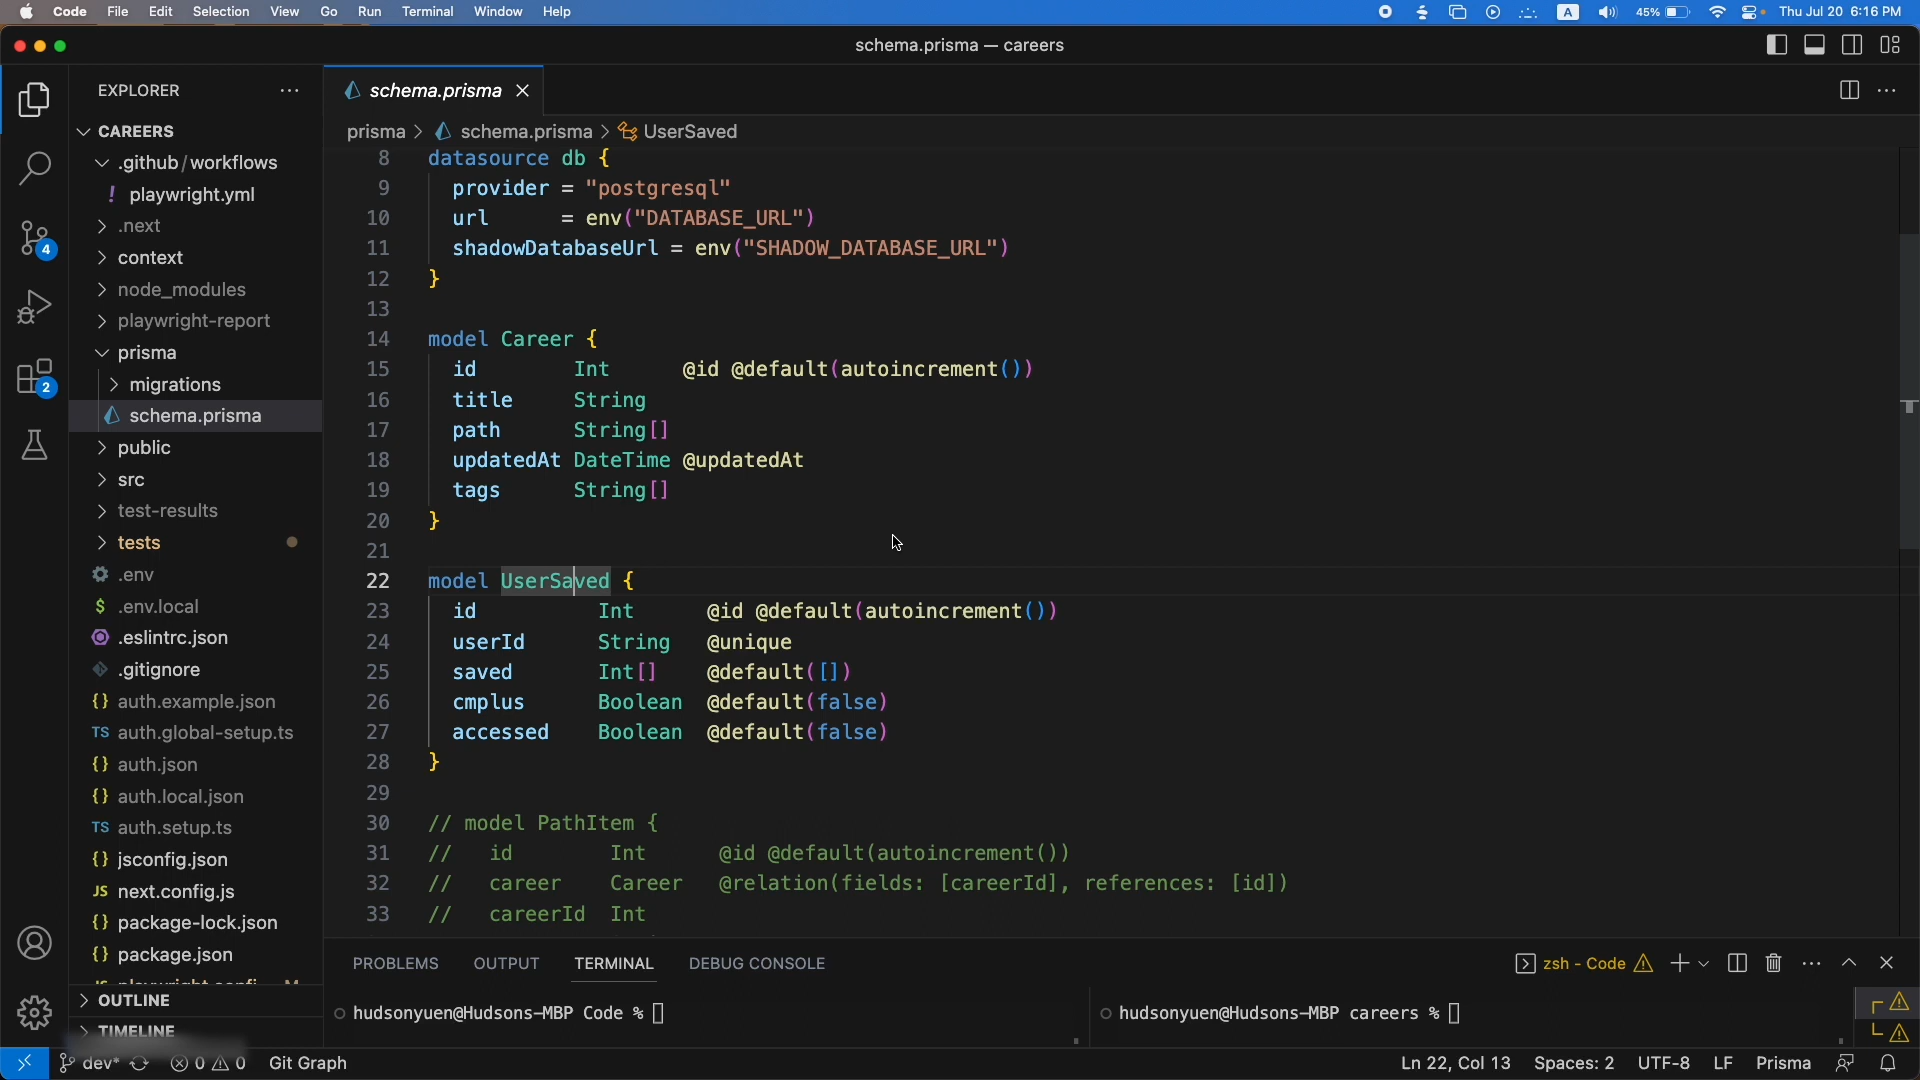 Code File Edit Selection View Go Run Terminal Window Help
A 45% Thu Jul 20 6:16 PM
schema.prisma — careers
EXPLORER
CAREERS
.github/workflows
! playwright.yml
.next
context
node_modules
playwright-report
prisma
migrations
schema.prisma
public
src
test-results
tests
.env
$ .env.local
.eslintrc.json
.gitignore
{} auth.example.json
TS auth.global-setup.ts
{} auth.json
{} auth.local.json
TS auth.setup.ts
{} jsconfig.json
JS next.config.js
{} package-lock.json
{} package.json
OUTLINE
TIMELINE
4
2
schema.prisma
prisma > schema.prisma > UserSaved
8 datasource db {
9 provider = "postgresql"
10 url      = env("DATABASE_URL")
11 shadowDatabaseUrl = env("SHADOW_DATABASE_URL")
12 }
13
14 model Career {
15 id        Int      @id @default(autoincrement())
16 title     String
17 path      String[]
18 updatedAt DateTime @updatedAt
19 tags      String[]
20 }
21
22 model UserSaved {
23 id          Int      @id @default(autoincrement())
24 userId      String   @unique
25 saved       Int[]    @default([])
26 cmplus      Boolean  @default(false)
27 accessed    Boolean  @default(false)
28 }
29
30 // model PathItem {
31 //   id        Int      @id @default(autoincrement())
32 //   career    Career   @relation(fields: [careerId], references: [id])
33 //   careerId  Int
PROBLEMS OUTPUT TERMINAL DEBUG CONSOLE
zsh - Code
hudsonyuen@Hudsons-MBP Code %
hudsonyuen@Hudsons-MBP careers %
dev* 0 0 Git Graph
Ln 22, Col 13 Spaces: 2 UTF-8 LF Prisma